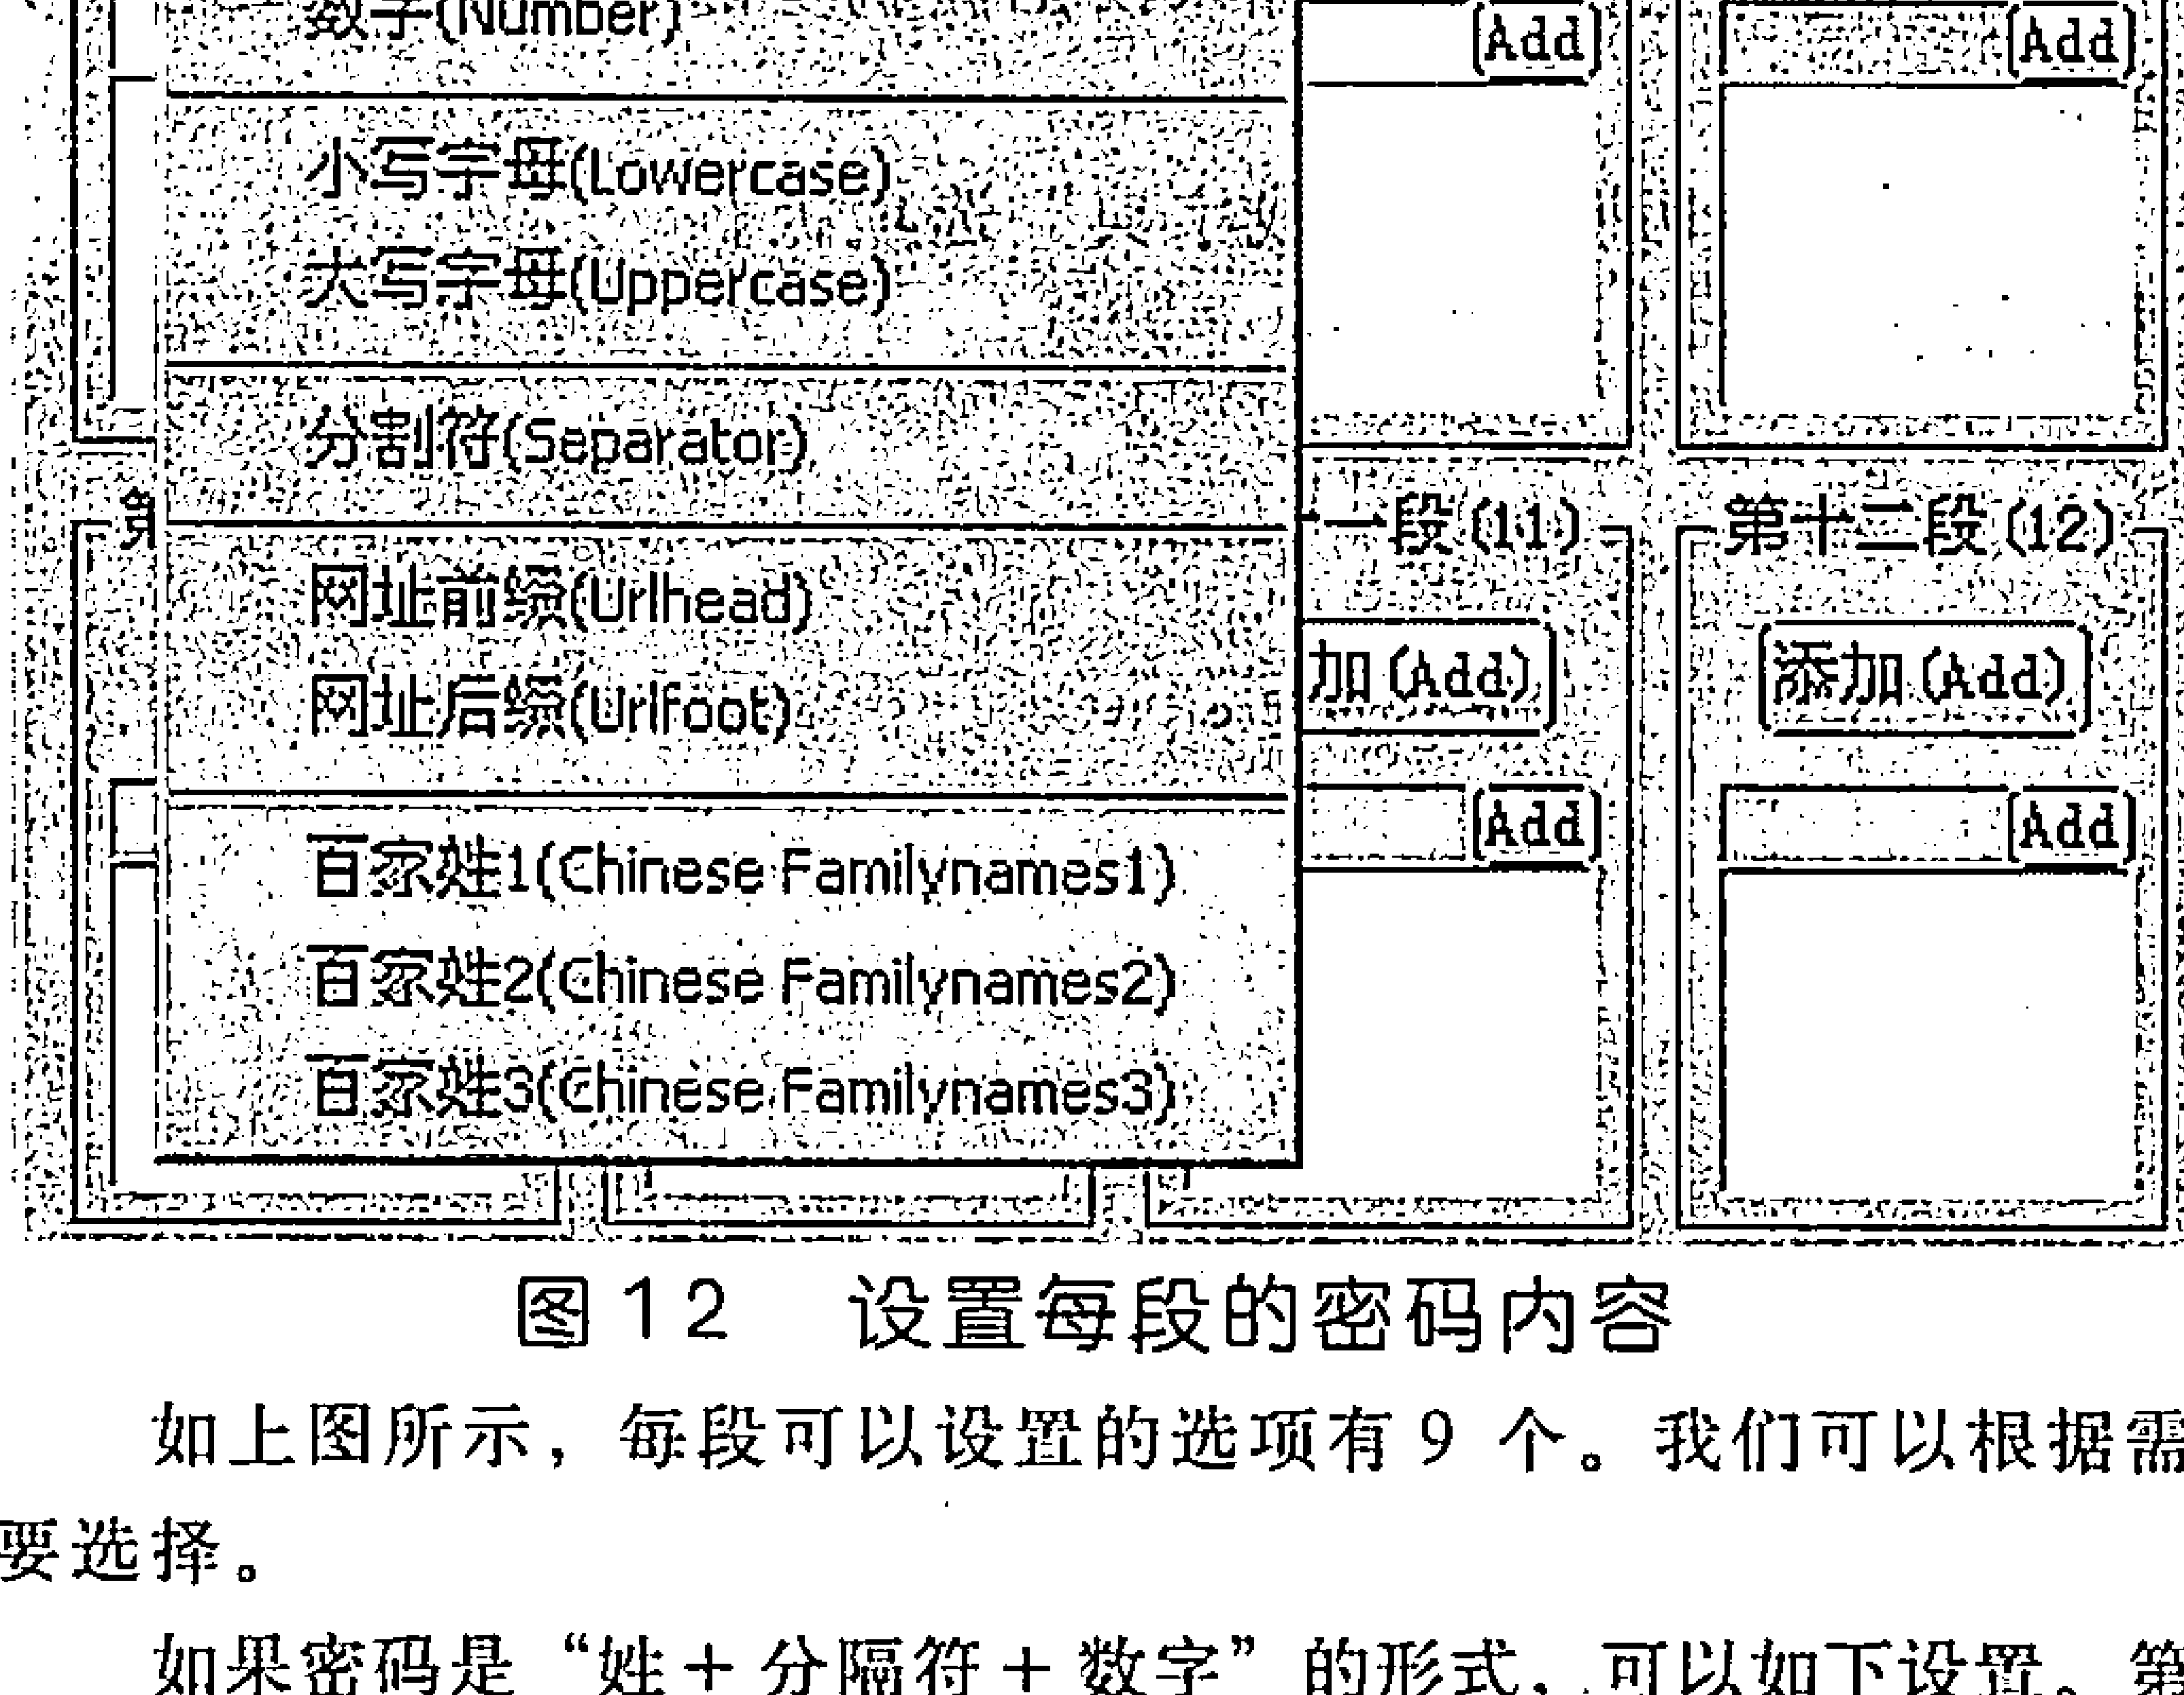 数字(Number)
Add
Add
小写字母(Lowercase)
大写字母(Uppercase)
分割符(Separator)
第
一段(11)
第十二段(12)
网址前缀(Urlhead)
网址后缀(Urlfoot)
加(Add)
添加(Add)
Add
Add
百家姓1(Chinese Familynames1)
百家姓2(Chinese Familynames2)
百家姓3(Chinese Familynames3)
图12 设置每段的密码内容
如上图所示，每段可以设置的选项有9 个。我们可以根据需
要选择。
如果密码是“姓＋分隔符＋数字”的形式，可以如下设置。第